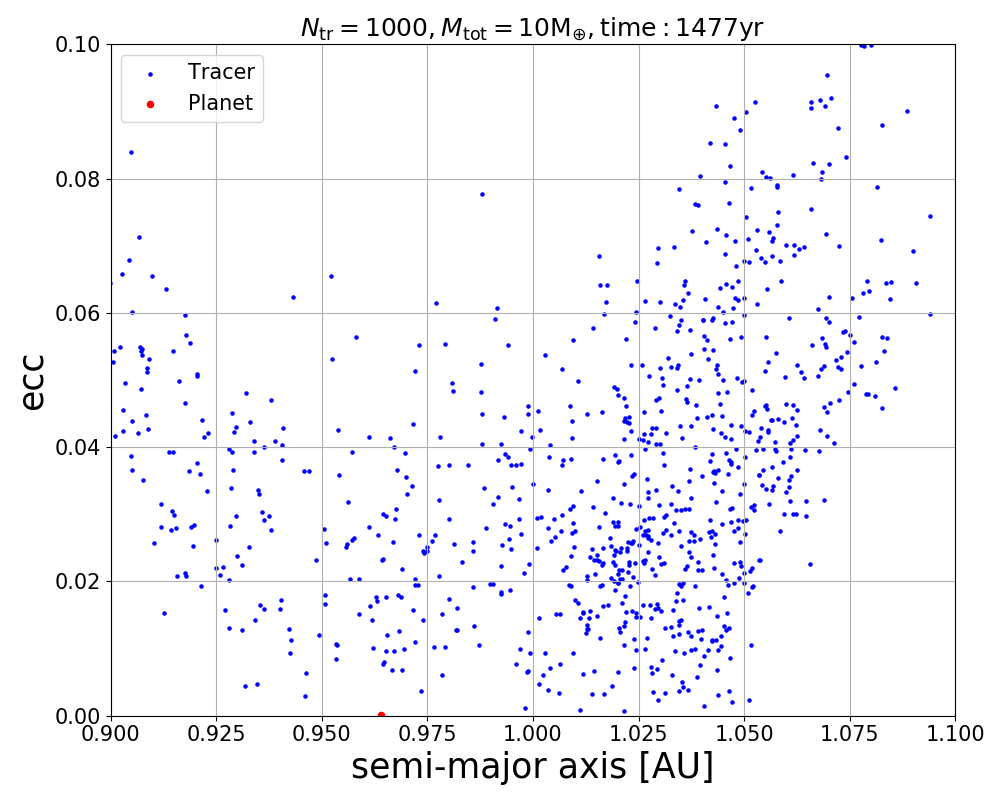 N_tr = 1000, M_tot = 10M_⊕, time : 1477yr
0.10
Tracer
Planet
0.08
0.06
ecc
0.04
0.02
0.00
0.900 0.925 0.950 0.975 1.000 1.025 1.050 1.075 1.100
semi-major axis [AU]